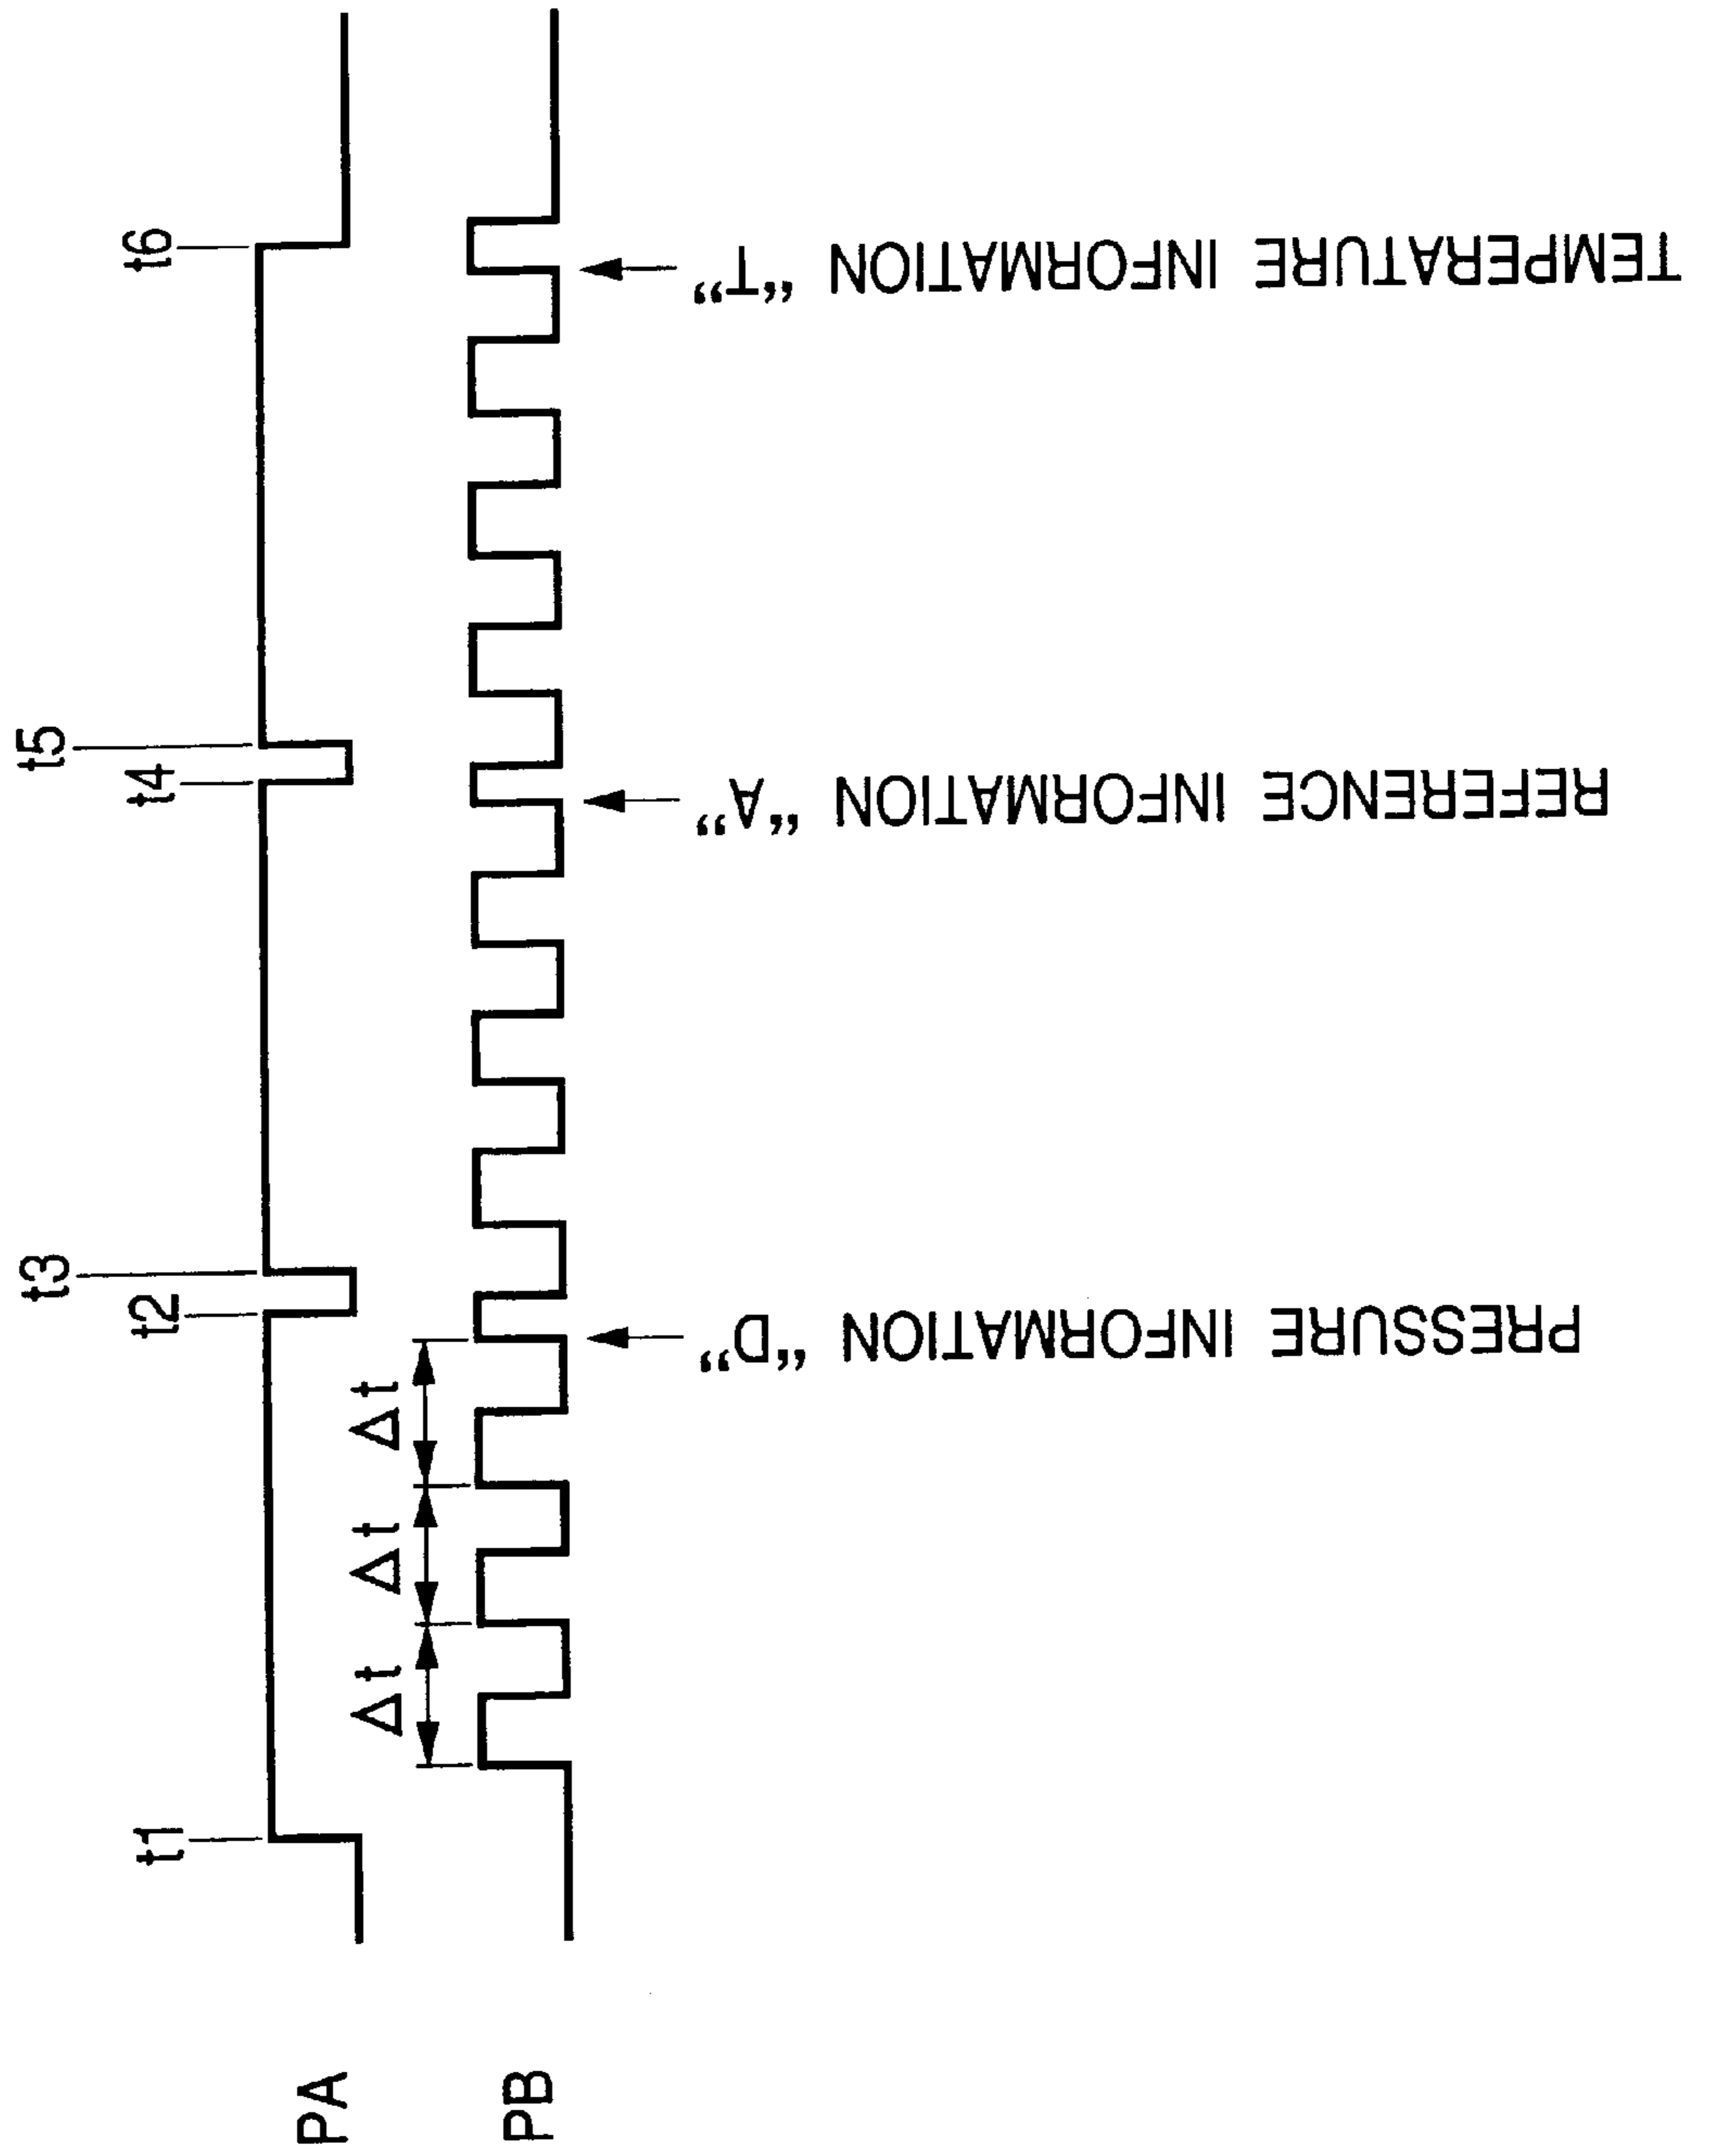 t1
t2
t3
t4
t5
t6
PA
Δt
Δt
Δt
PB
PRESSURE INFORMATION “D”
REFERENCE INFORMATION “A”
TEMPERATURE INFORMATION “T”